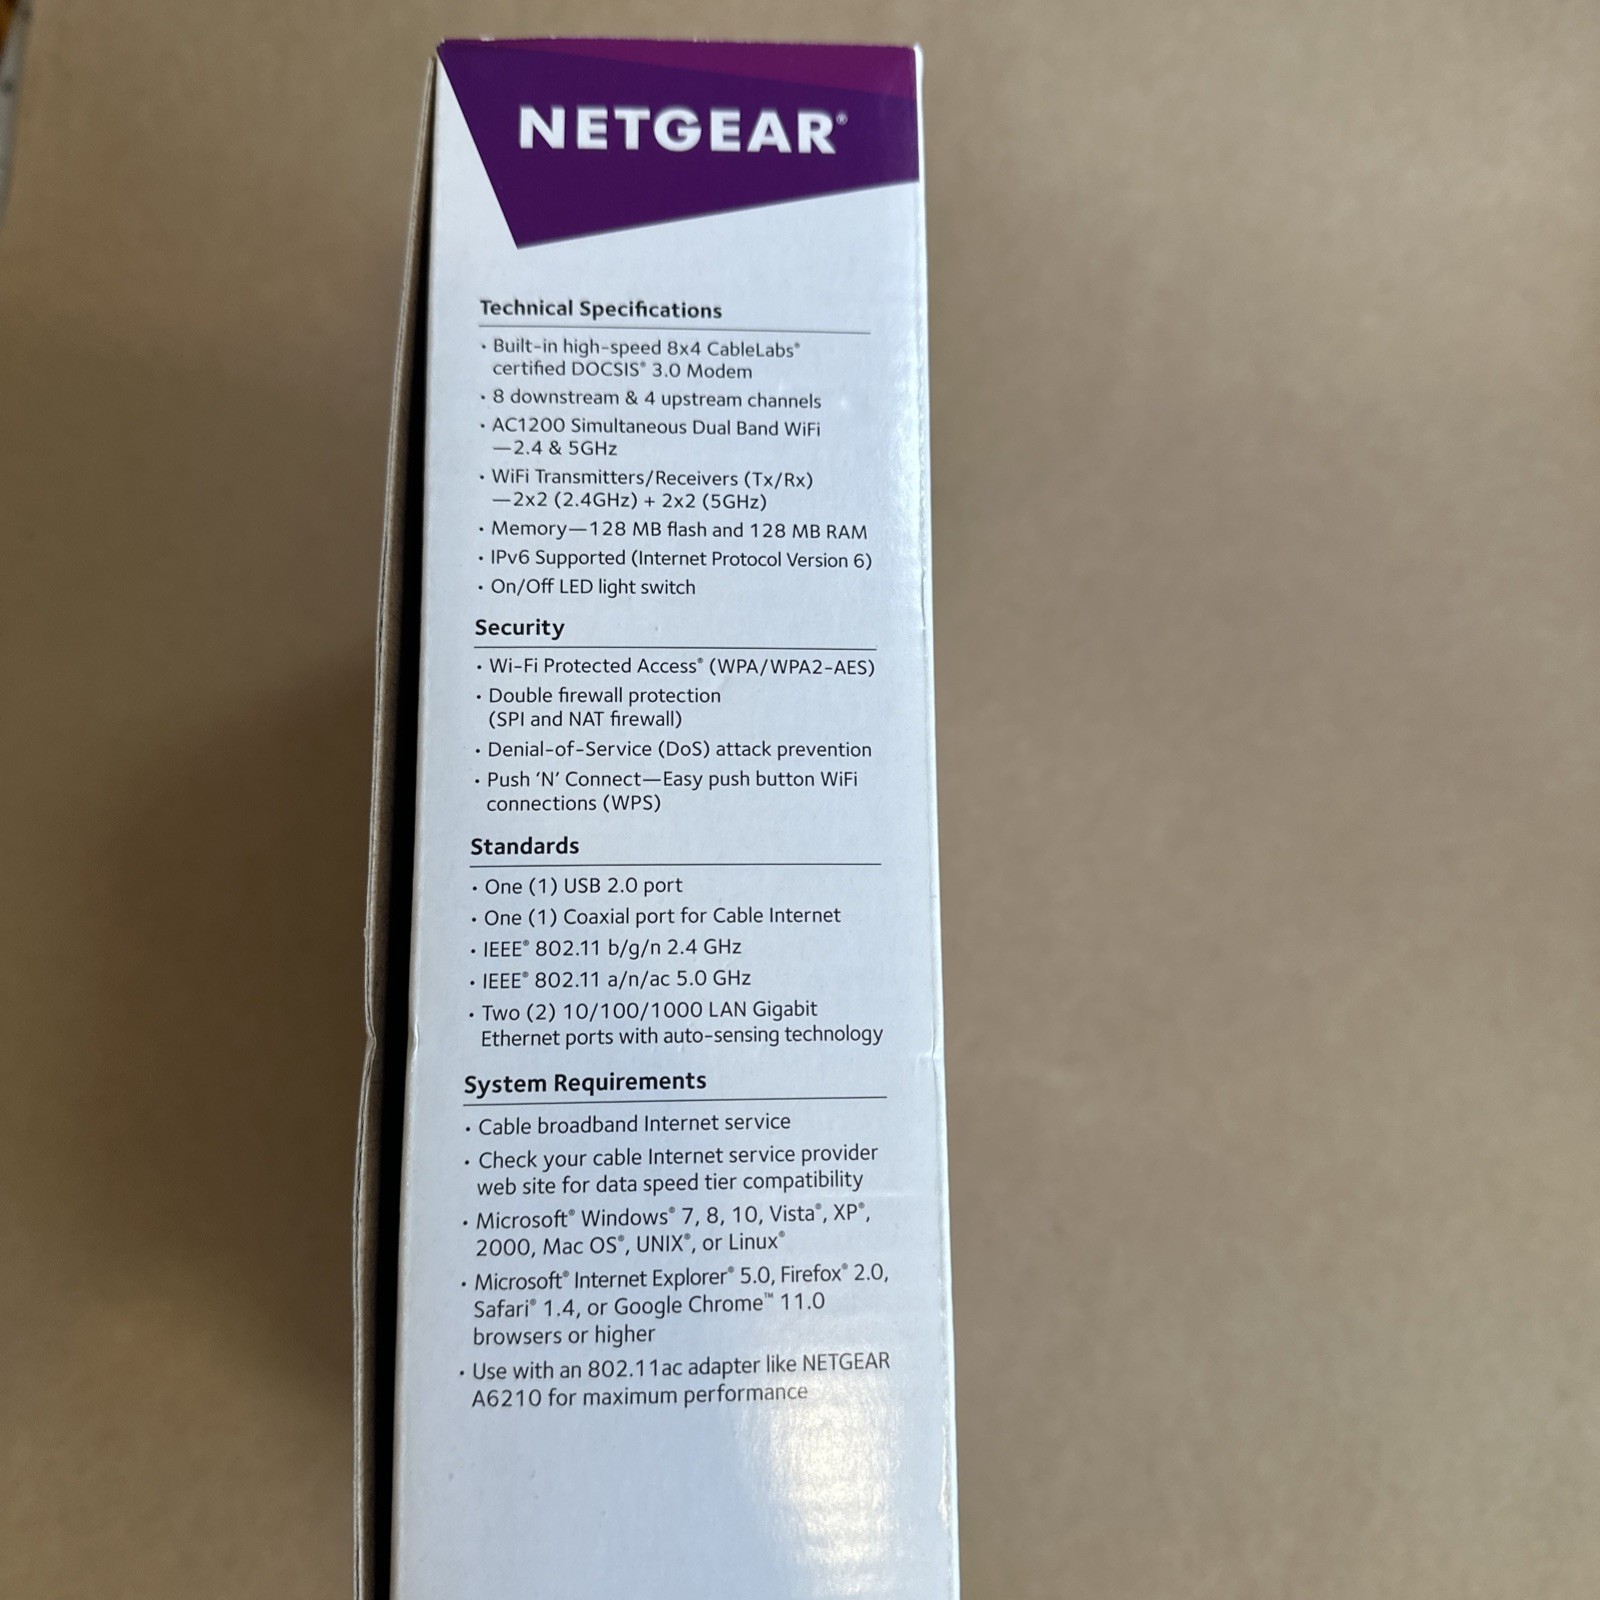 NETGEAR®
Technical Specifications
• Built-in high-speed 8x4 CableLabs®
certified DOCSIS® 3.0 Modem
• 8 downstream & 4 upstream channels
• AC1200 Simultaneous Dual Band WiFi
—2.4 & 5GHz
• WiFi Transmitters/Receivers (Tx/Rx)
—2x2 (2.4GHz) + 2x2 (5GHz)
• Memory—128 MB flash and 128 MB RAM
• IPv6 Supported (Internet Protocol Version 6)
• On/Off LED light switch
Security
• Wi-Fi Protected Access® (WPA/WPA2-AES)
• Double firewall protection
(SPI and NAT firewall)
• Denial-of-Service (DoS) attack prevention
• Push ‘N’ Connect—Easy push button WiFi
connections (WPS)
Standards
• One (1) USB 2.0 port
• One (1) Coaxial port for Cable Internet
• IEEE® 802.11 b/g/n 2.4 GHz
• IEEE® 802.11 a/n/ac 5.0 GHz
• Two (2) 10/100/1000 LAN Gigabit
Ethernet ports with auto-sensing technology
System Requirements
• Cable broadband Internet service
• Check your cable Internet service provider
web site for data speed tier compatibility
• Microsoft® Windows® 7, 8, 10, Vista®, XP®,
2000, Mac OS®, UNIX®, or Linux®
• Microsoft® Internet Explorer® 5.0, Firefox® 2.0,
Safari® 1.4, or Google Chrome™ 11.0
browsers or higher
• Use with an 802.11ac adapter like NETGEAR
A6210 for maximum performance